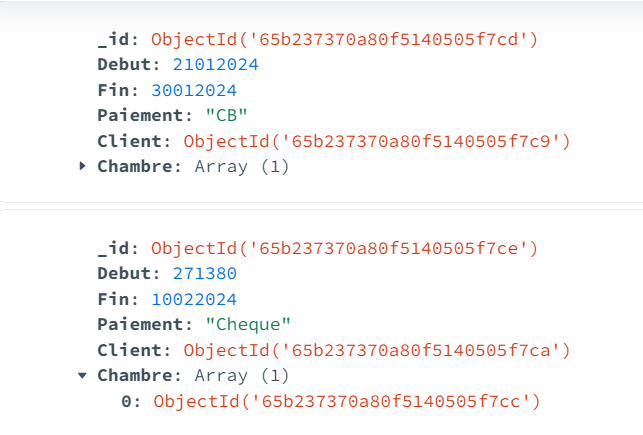 _id: ObjectId('65b237370a80f5140505f7cd')
Debut: 21012024
Fin: 30012024
Paiement: "CB"
Client: ObjectId('65b237370a80f5140505f7c9')
Chambre: Array (1)
_id: ObjectId('65b237370a80f5140505f7ce')
Debut: 271380
Fin: 10022024
Paiement: "Cheque"
Client: ObjectId('65b237370a80f5140505f7ca')
Chambre: Array (1)
0: ObjectId('65b237370a80f5140505f7cc')